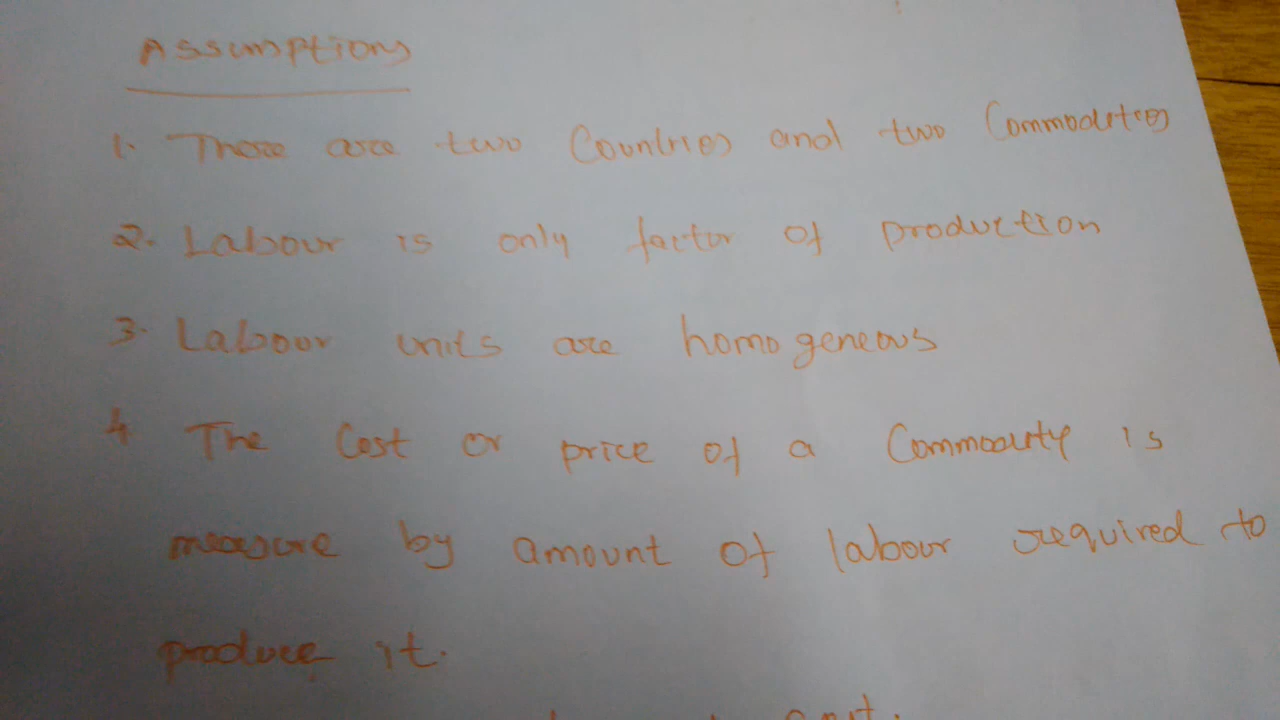 Assumptions
1. There are two Countries and two Commodities
2. Labour is only factor of production
3. Labour units are homogeneous
4 The Cost or price of a Commodity is
measure by amount of labour required to
produce it.